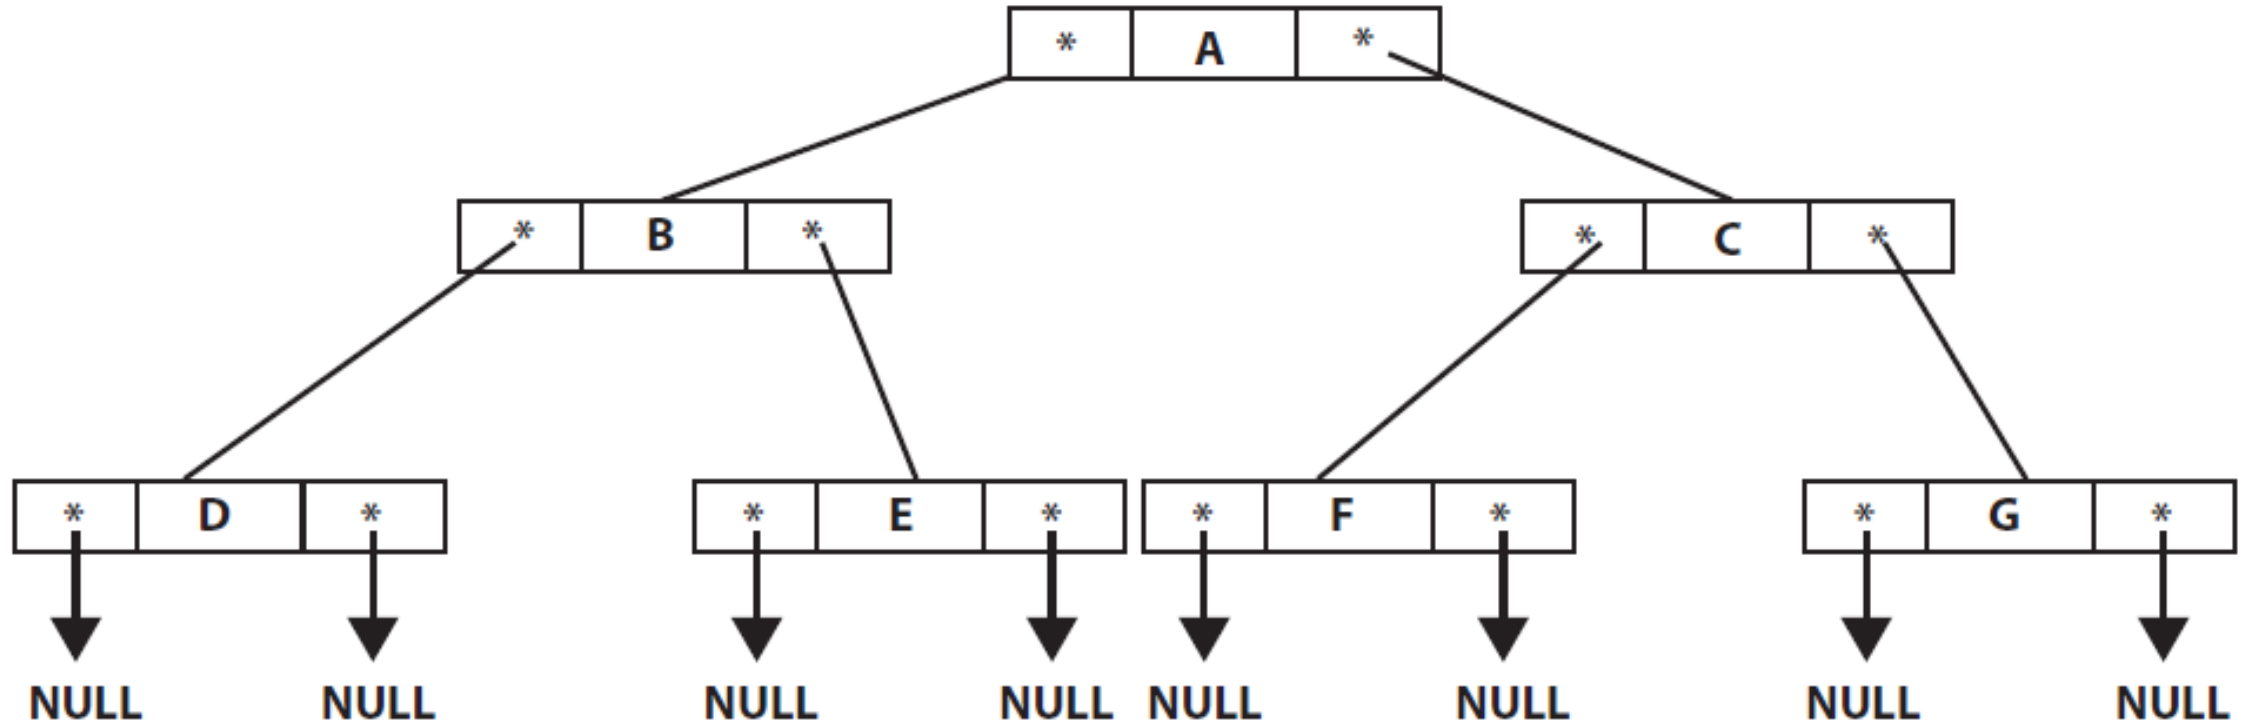 * A *
* B * * C *
* D * * E * * F * * G *
NULL NULL NULL NULL NULL NULL NULL NULL